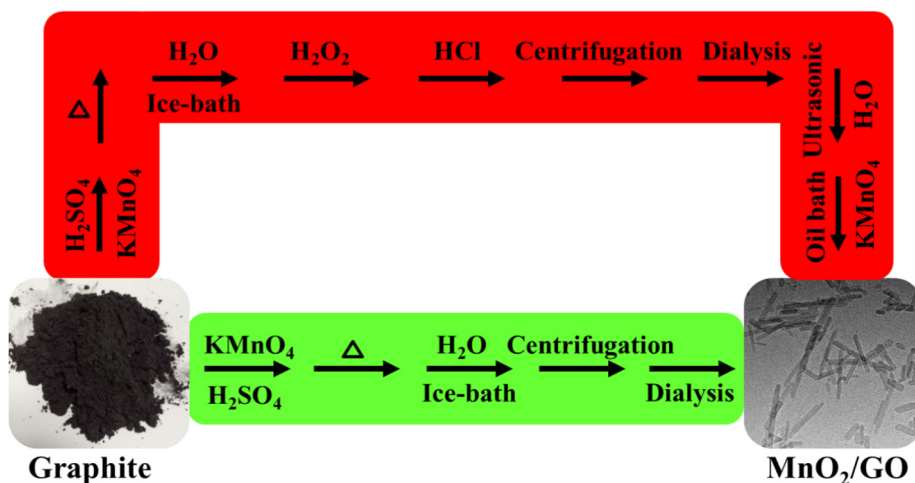 H₂SO₄
KMnO₄
△
H₂O
Ice-bath
H₂O₂
HCl
Centrifugation
Dialysis
Ultrasonic
H₂O
Oil bath
KMnO₄
KMnO₄
H₂SO₄
△
H₂O
Ice-bath
Centrifugation
Dialysis
Graphite
MnO₂/GO